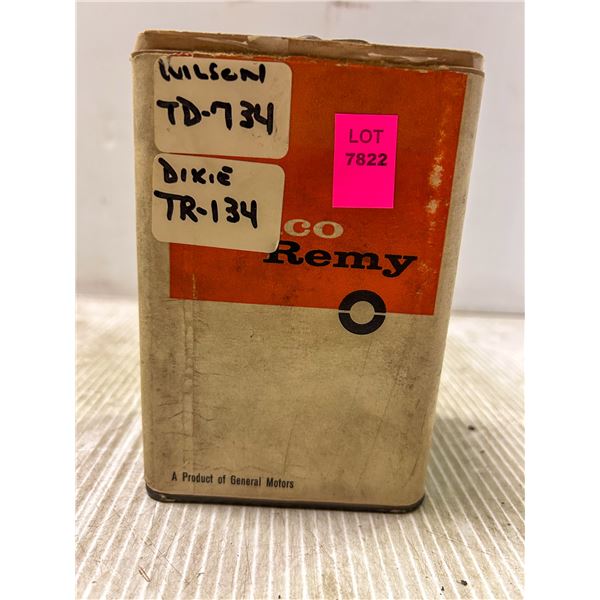 WILSON
TD-734
LOT
7822
DIXIE
TR-134
co
Remy
A Product of General Motors